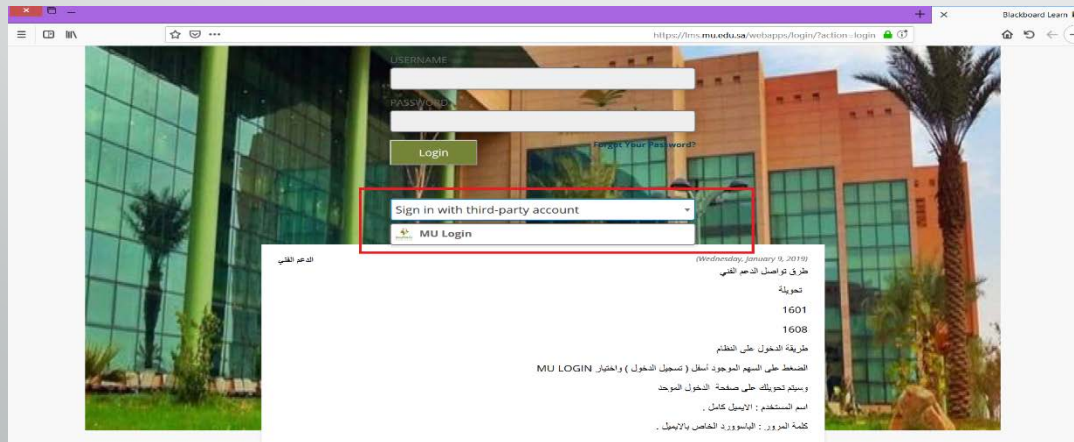 Blackboard Learn
https://lms.mu.edu.sa/webapps/login/?action=login
USERNAME
PASSWORD
Forgot Your Password?
Login
Sign in with third-party account
MU Login
الدعم الفني
(Wednesday, January 9, 2019)
طرق تواصل الدعم الفني
تحويلة
1601
1608
طريقة الدخول على النظام
الضغط على السهم الموجود أسفل ( تسجيل الدخول ) واختيار MU LOGIN
وسيتم تحويلك على صفحة الدخول الموحد
اسم المستخدم : الايميل كامل .
كلمة المرور : الباسوورد الخاص بالايميل .